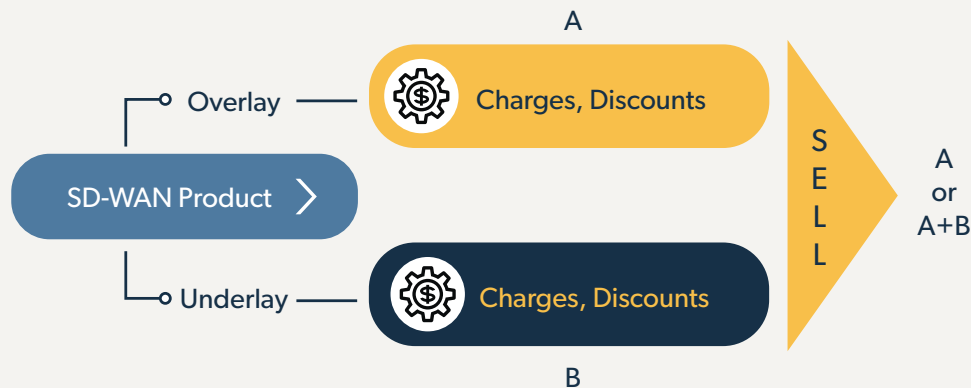 A
Overlay
$ Charges, Discounts
SD-WAN Product
Underlay
$ Charges, Discounts
B
S
E
L
L
A
or
A+B